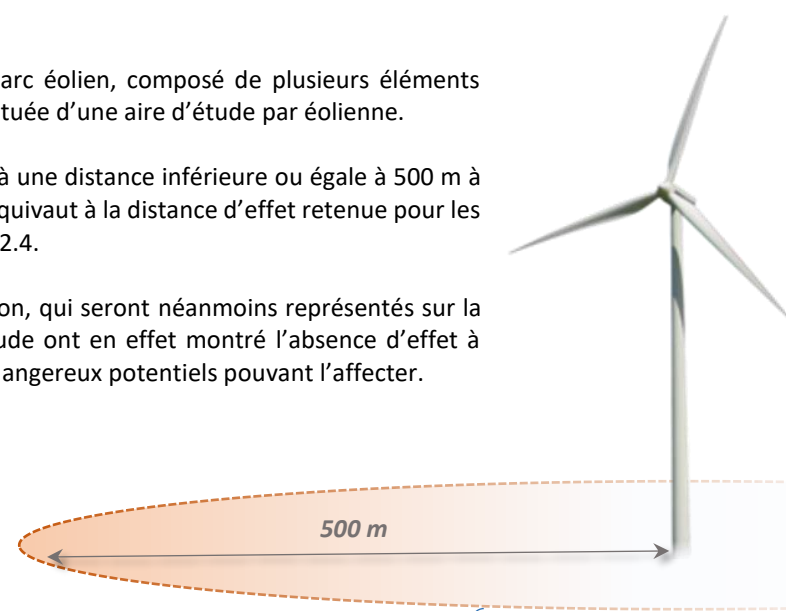 arc éolien, composé de plusieurs éléments
tuée d’une aire d’étude par éolienne.
à une distance inférieure ou égale à 500 m à
quivaut à la distance d’effet retenue pour les
2.4.
on, qui seront néanmoins représentés sur la
ude ont en effet montré l’absence d’effet à
angereux potentiels pouvant l’affecter.
500 m